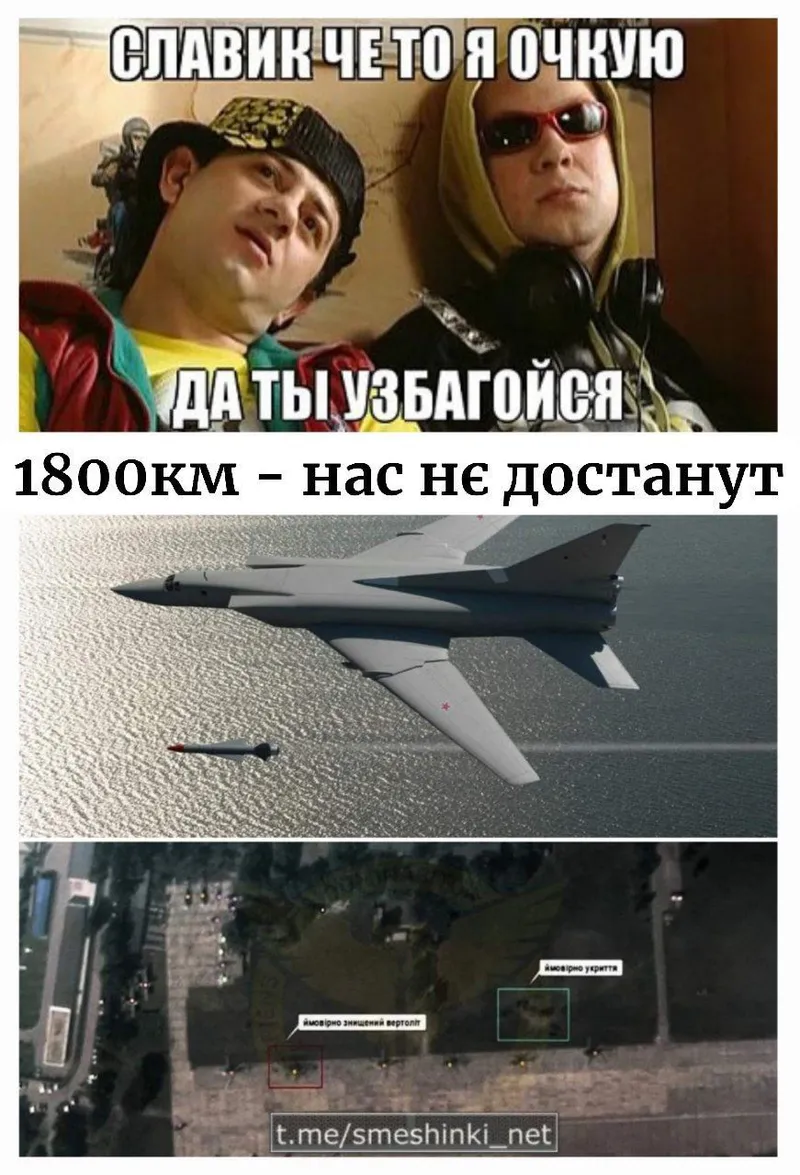 СЛАВИК ЧЕ ТО Я ОЧКУЮ
ДА ТЫ УЗБАГОЙСЯ
1800км - нас нє достанут
ймовірно укриття
ймовірно знищений вертоліт
t.me/smeshinki_net